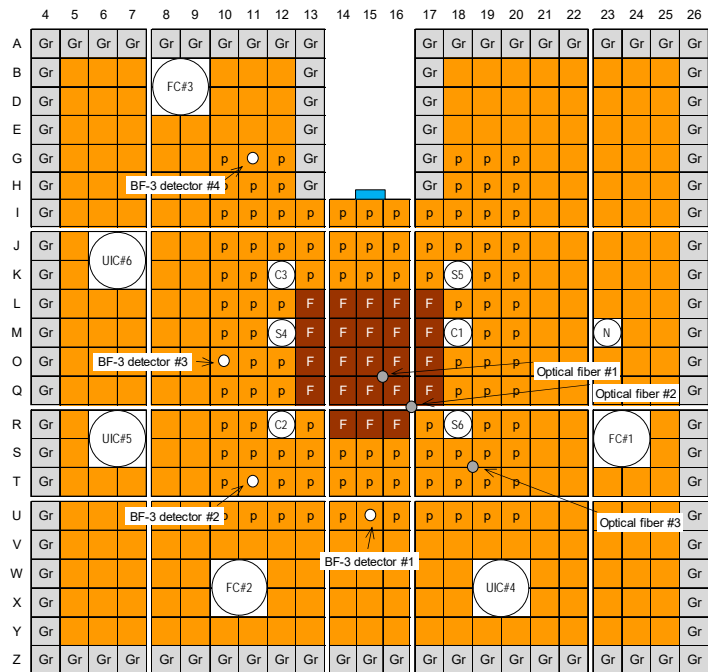 4 5 6 7 8 9 10 11 12 13 14 15 16 17 18 19 20 21 22 23 24 25 26
A Gr Gr Gr Gr Gr Gr Gr Gr Gr Gr Gr Gr Gr Gr Gr Gr Gr Gr Gr Gr
B Gr Gr Gr Gr
FC#3
D Gr Gr Gr Gr
E Gr Gr Gr Gr
G Gr p p Gr Gr p p p Gr
BF-3 detector #4
H Gr p p p Gr Gr p p p Gr
I Gr p p p p p p p p p p p Gr
J Gr p p p p p p p p p p p Gr
UIC#6
K Gr p p C3 p p p p p S5 p p Gr
L Gr p p p F F F F F p p p Gr
M Gr p p S4 F F F F F C1 p p N Gr
O Gr p p F F F F F p p p Gr
BF-3 detector #3
Optical fiber #1
Q Gr p p p F F F F F p p p Gr
Optical fiber #2
R Gr p p C2 p F F F p S6 p p Gr
UIC#5
FC#1
S Gr p p p p p p p p p p p Gr
T Gr p p p p p p p p p p Gr
U Gr p p p p p p p p p p Gr
BF-3 detector #2
Optical fiber #3
V Gr Gr
BF-3 detector #1
W Gr Gr
FC#2
UIC#4
X Gr Gr
Y Gr Gr
Z Gr Gr Gr Gr Gr Gr Gr Gr Gr Gr Gr Gr Gr Gr Gr Gr Gr Gr Gr Gr Gr Gr Gr